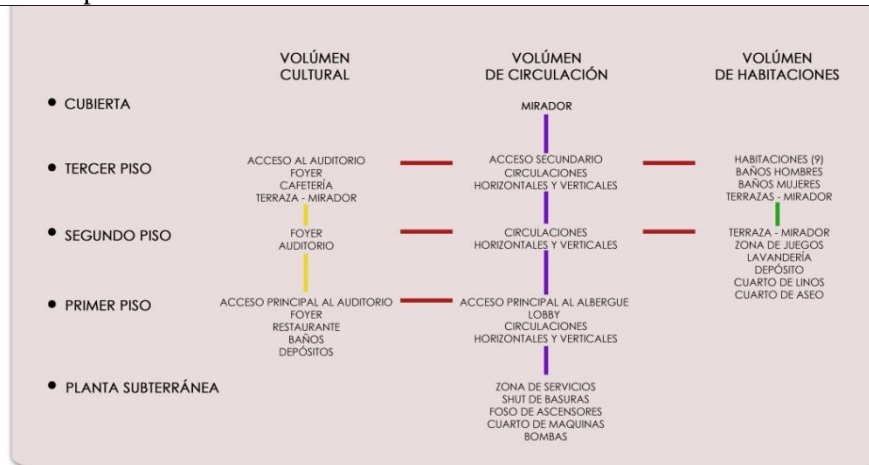 VOLÚMEN
CULTURAL
VOLÚMEN
DE CIRCULACIÓN
VOLÚMEN
DE HABITACIONES
• CUBIERTA
MIRADOR
• TERCER PISO
ACCESO AL AUDITORIO
FOYER
CAFETERÍA
TERRAZA - MIRADOR
ACCESO SECUNDARIO
CIRCULACIONES
HORIZONTALES Y VERTICALES
HABITACIONES (9)
BAÑOS HOMBRES
BAÑOS MUJERES
TERRAZAS - MIRADOR
• SEGUNDO PISO
FOYER
AUDITORIO
CIRCULACIONES
HORIZONTALES Y VERTICALES
TERRAZA - MIRADOR
ZONA DE JUEGOS
LAVANDERÍA
DEPÓSITO
CUARTO DE LINOS
CUARTO DE ASEO
• PRIMER PISO
ACCESO PRINCIPAL AL AUDITORIO
FOYER
RESTAURANTE
BAÑOS
DEPÓSITOS
ACCESO PRINCIPAL AL ALBERGUE
LOBBY
CIRCULACIONES
HORIZONTALES Y VERTICALES
• PLANTA SUBTERRÁNEA
ZONA DE SERVICIOS
SHUT DE BASURAS
FOSO DE ASCENSORES
CUARTO DE MAQUINAS
BOMBAS